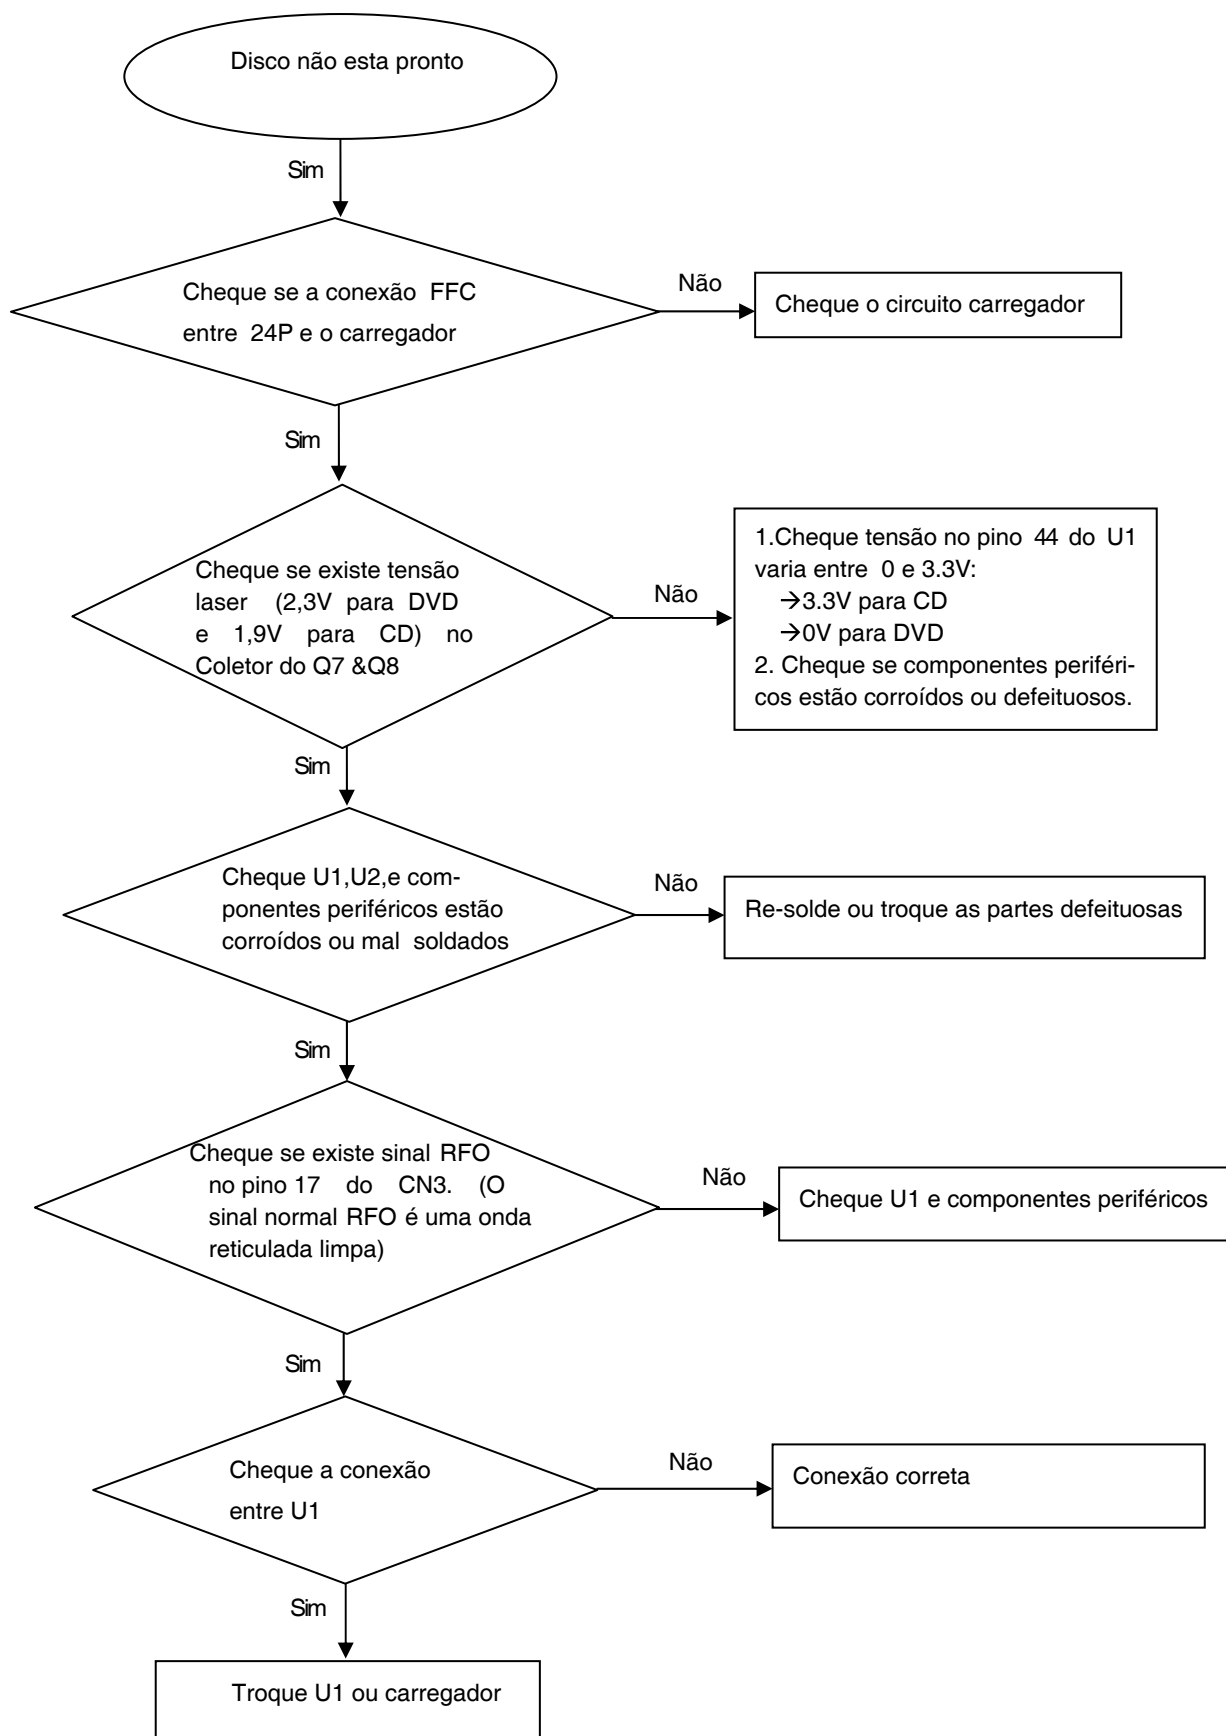 Disco não esta pronto
Sim
Cheque se a conexão FFC
entre 24P e o carregador
Não
Cheque o circuito carregador
Sim
Cheque se existe tensão
laser (2,3V para DVD
e 1,9V para CD) no
Coletor do Q7 &Q8
Não
1.Cheque tensão no pino 44 do U1
varia entre 0 e 3.3V:
→3.3V para CD
→0V para DVD
2. Cheque se componentes periféri-
cos estão corroídos ou defeituosos.
Sim
Cheque U1,U2,e com-
ponentes periféricos estão
corroídos ou mal soldados
Não
Re-solde ou troque as partes defeituosas
Sim
Cheque se existe sinal RFO
no pino 17 do CN3. (O
sinal normal RFO é uma onda
reticulada limpa)
Não
Cheque U1 e componentes periféricos
Sim
Cheque a conexão
entre U1
Não
Conexão correta
Sim
Troque U1 ou carregador